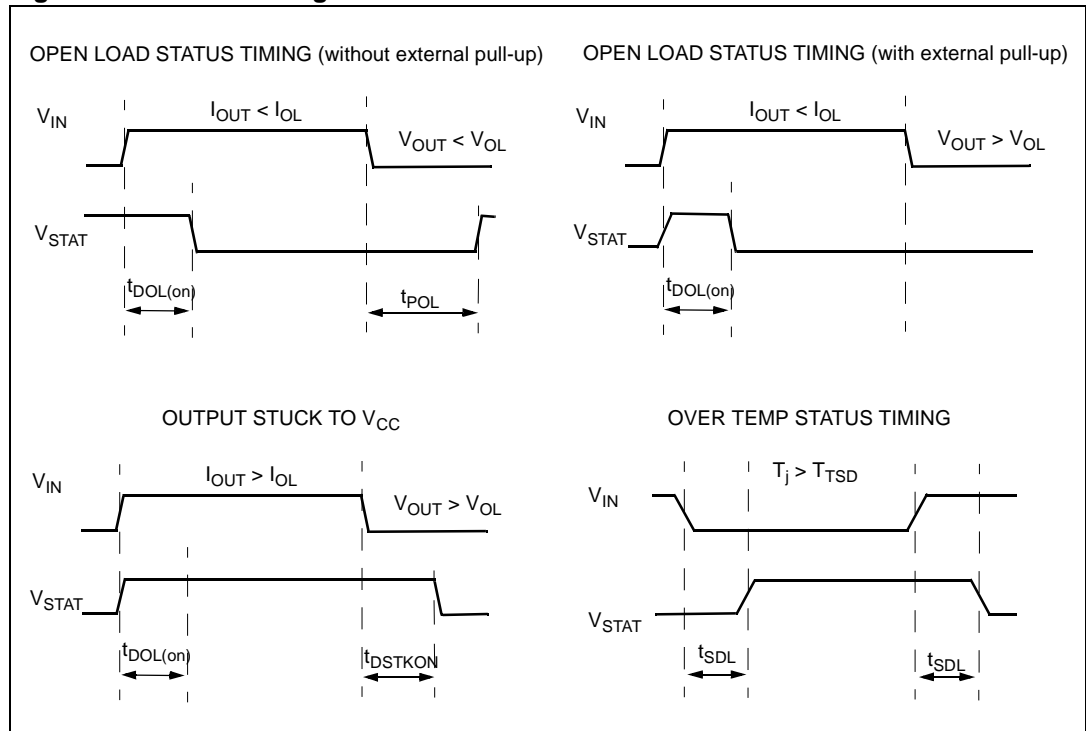 OPEN LOAD STATUS TIMING (without external pull-up)
V_IN
I_OUT < I_OL
V_OUT < V_OL
V_STAT
t_DOL(on)
t_POL
OPEN LOAD STATUS TIMING (with external pull-up)
V_IN
I_OUT < I_OL
V_OUT > V_OL
V_STAT
t_DOL(on)
OUTPUT STUCK TO V_CC
V_IN
I_OUT > I_OL
V_OUT > V_OL
V_STAT
t_DOL(on)
t_DSTKON
OVER TEMP STATUS TIMING
V_IN
T_j > T_TSD
V_STAT
t_SDL
t_SDL